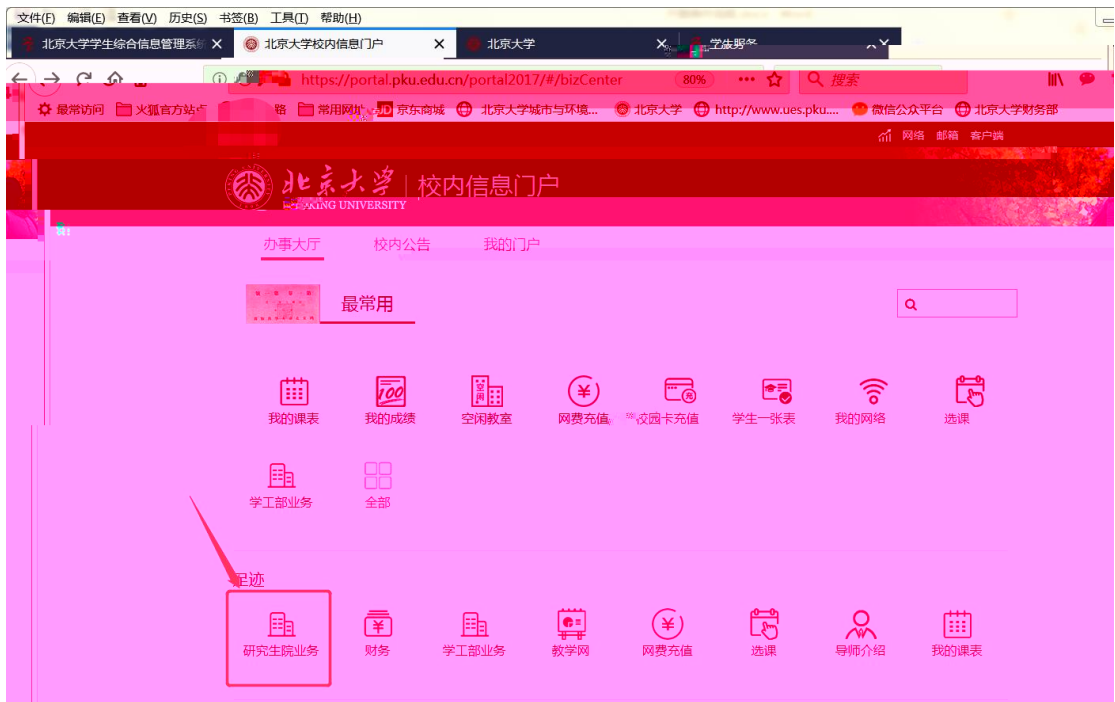 文件(F) 编辑(E) 查看(V) 历史(S) 书签(B) 工具(T) 帮助(H)
北京大学学生综合信息管理系统 北京大学校内信息门户 北京大学
https://portal.pku.edu.cn/portal2017/#/bizCenter 80% 搜索
最常访问 火狐官方站点 常用网址 JD 京东商城 北京大学城市与环境... 北京大学 http://www.ues.pku.... 微信公众平台 北京大学财务部
网络 邮箱 客户端
北京大学 校内信息门户
PEKING UNIVERSITY
办事大厅 校内公告 我的门户
最常用
我的课表 我的成绩 空闲教室 网费充值 校园卡充值 学生一张表 我的网络 选课
学工部业务 全部
足迹
研究生院业务 财务 学工部业务 教学网 网费充值 选课 导师介绍 我的课表